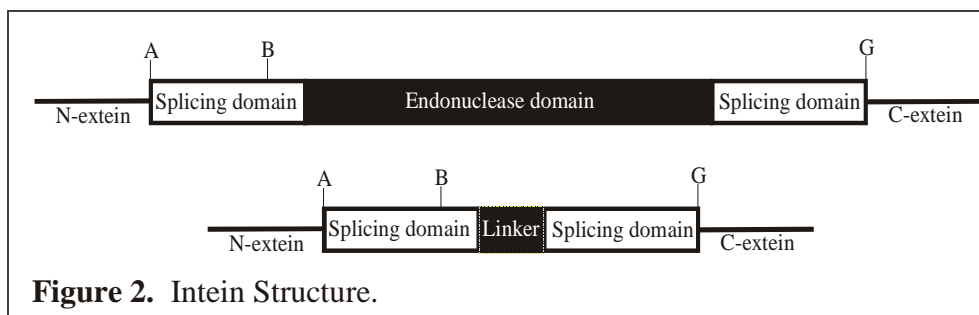 A B G
Splicing domain Endonuclease domain Splicing domain
N-extein C-extein
A B G
Splicing domain Linker Splicing domain
N-extein C-extein
Figure 2. Intein Structure.